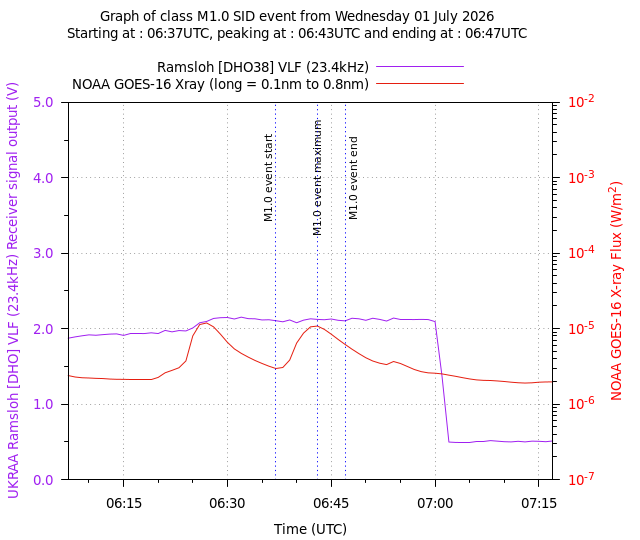 Graph of class M1.0 SID event from Wednesday 01 July 2026
Starting at : 06:37UTC, peaking at : 06:43UTC and ending at : 06:47UTC
Ramsloh [DHO38] VLF (23.4kHz)
NOAA GOES-16 Xray (long = 0.1nm to 0.8nm)
UKRAA Ramsloh [DHO] VLF (23.4kHz) Receiver signal output (V)
5.0
4.0
3.0
2.0
1.0
0.0
M1.0 event start
M1.0 event maximum
M1.0 event end
10⁻²
10⁻³
10⁻⁴
10⁻⁵
10⁻⁶
10⁻⁷
NOAA GOES-16 X-ray Flux (W/m²)
06:15 06:30 06:45 07:00 07:15
Time (UTC)